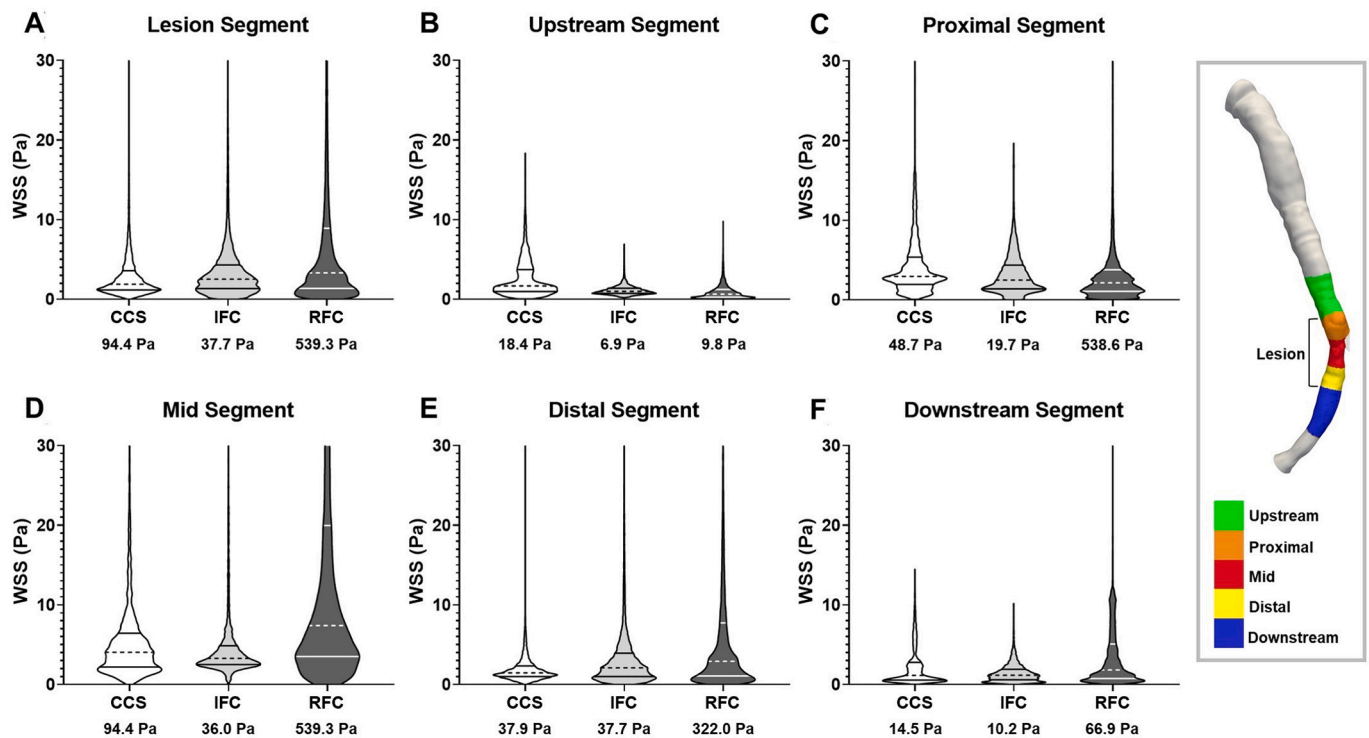 A Lesion Segment
WSS (Pa)
30
20
10
0
CCS IFC RFC
94.4 Pa 37.7 Pa 539.3 Pa
B Upstream Segment
WSS (Pa)
30
20
10
0
CCS IFC RFC
18.4 Pa 6.9 Pa 9.8 Pa
C Proximal Segment
WSS (Pa)
30
20
10
0
CCS IFC RFC
48.7 Pa 19.7 Pa 538.6 Pa
D Mid Segment
WSS (Pa)
30
20
10
0
CCS IFC RFC
94.4 Pa 36.0 Pa 539.3 Pa
E Distal Segment
WSS (Pa)
30
20
10
0
CCS IFC RFC
37.9 Pa 37.7 Pa 322.0 Pa
F Downstream Segment
WSS (Pa)
30
20
10
0
CCS IFC RFC
14.5 Pa 10.2 Pa 66.9 Pa
Lesion
Upstream
Proximal
Mid
Distal
Downstream